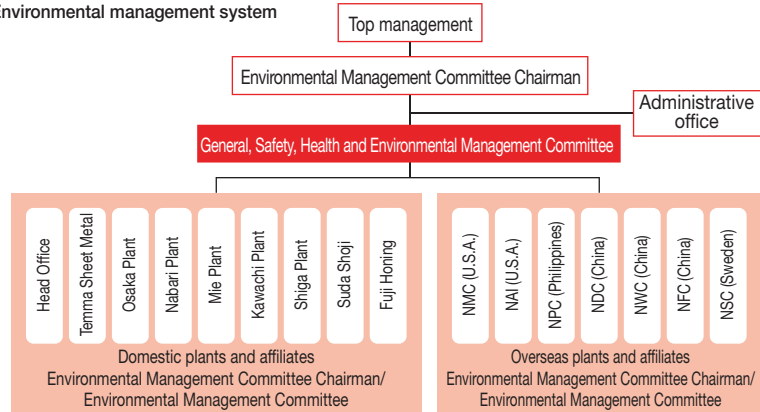 Environmental management system
Top management
Environmental Management Committee Chairman
Administrative
office
General, Safety, Health and Environmental Management Committee
Head Office
Temma Sheet Metal
Osaka Plant
Nabari Plant
Mie Plant
Kawachi Plant
Shiga Plant
Suda Shoji
Fuji Honing
Domestic plants and affiliates
Environmental Management Committee Chairman/
Environmental Management Committee
NMC (U.S.A.)
NAI (U.S.A.)
NPC (Philippines)
NDC (China)
NWC (China)
NFC (China)
NSC (Sweden)
Overseas plants and affiliates
Environmental Management Committee Chairman/
Environmental Management Committee